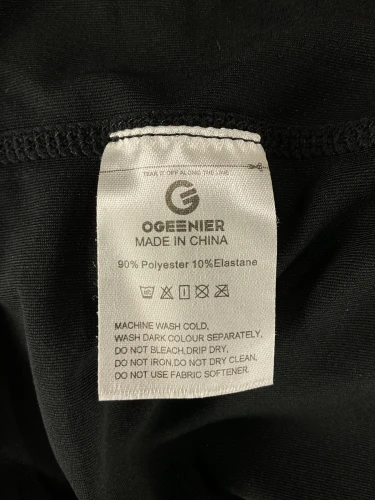 TEAR IT OFF ALONG THE LINE
OGEENIER
MADE IN CHINA
90% Polyester 10%Elastane
MACHINE WASH COLD,
WASH DARK COLOUR SEPARATELY,
DO NOT BLEACH,DRIP DRY,
DO NOT IRON,DO NOT DRY CLEAN,
DO NOT USE FABRIC SOFTENER.